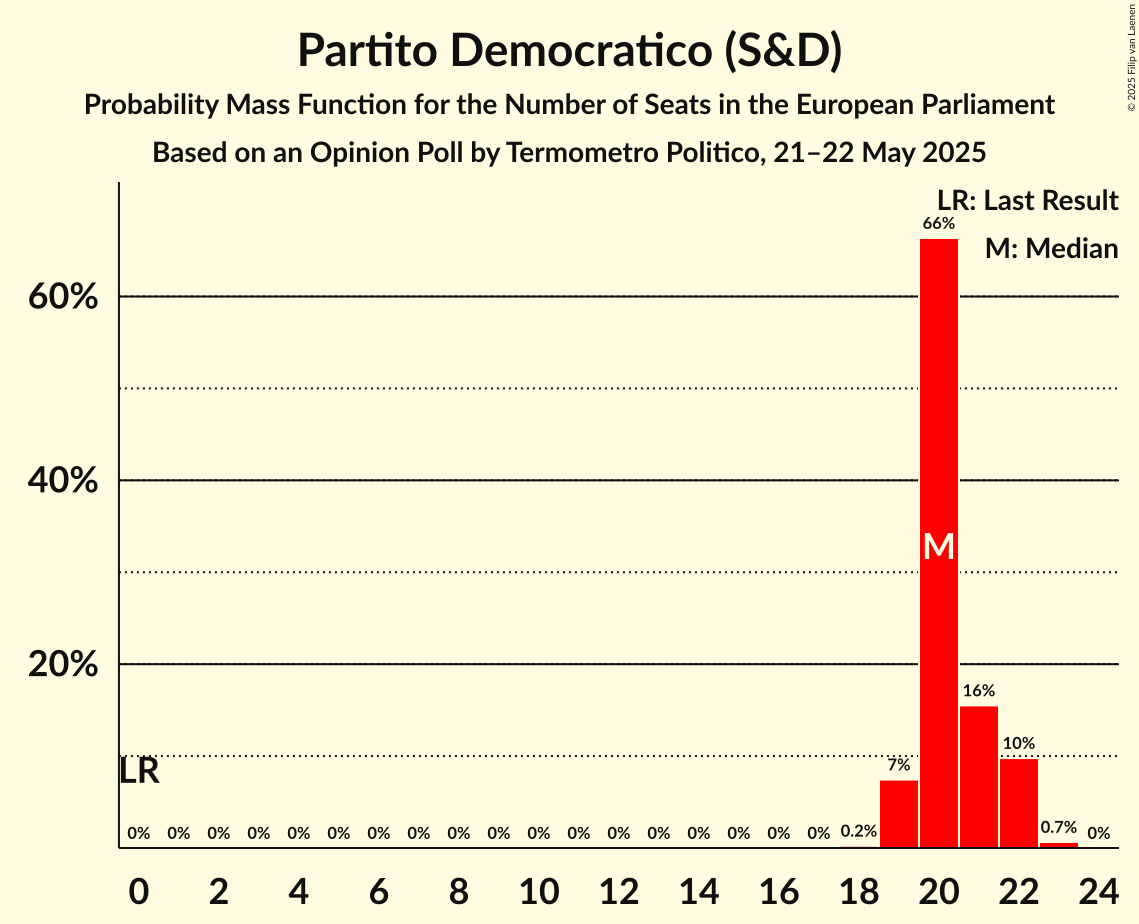 Partito Democratico (S&D)
Probability Mass Function for the Number of Seats in the European Parliament
Based on an Opinion Poll by Termometro Politico, 21–22 May 2025
© 2025 Filip van Laenen
LR: Last Result
M: Median
66%
60%
40%
M
20%
16%
10%
7%
LR
0% 0% 0% 0% 0% 0% 0% 0% 0% 0% 0% 0% 0% 0% 0% 0% 0% 0% 0.2% 0.7% 0%
0 2 4 6 8 10 12 14 16 18 20 22 24